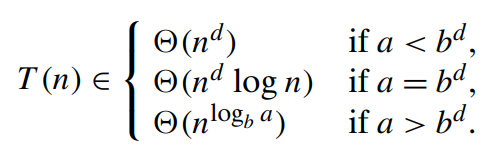 Θ(n^d) if a < b^d,
T(n) ∈ { Θ(n^d log n) if a = b^d,
Θ(n^{log_b a}) if a > b^d.